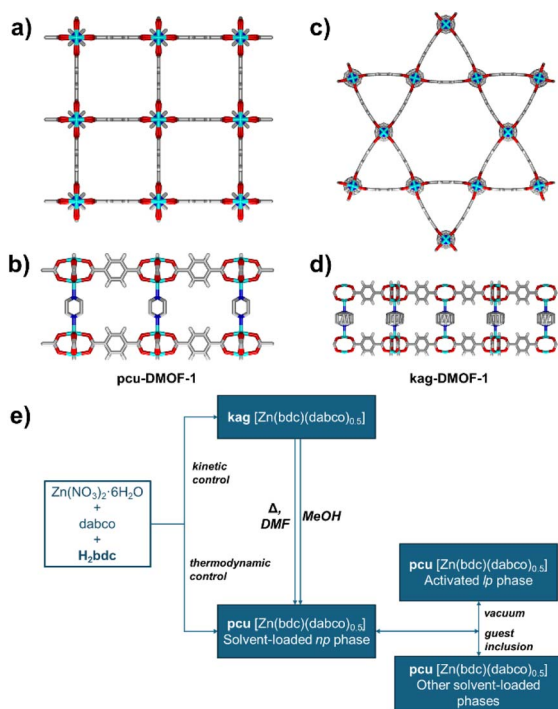 a)
c)
b)
d)
pcu-DMOF-1
kag-DMOF-1
e)
kag [Zn(bdc)(dabco)₀.₅]
kinetic
control
Zn(NO₃)₂·6H₂O
+
dabco
+
H₂bdc
Δ,
DMF
MeOH
thermodynamic
control
pcu [Zn(bdc)(dabco)₀.₅]
Activated lp phase
pcu [Zn(bdc)(dabco)₀.₅]
Solvent-loaded np phase
vacuum
guest
inclusion
pcu [Zn(bdc)(dabco)₀.₅]
Other solvent-loaded
phases